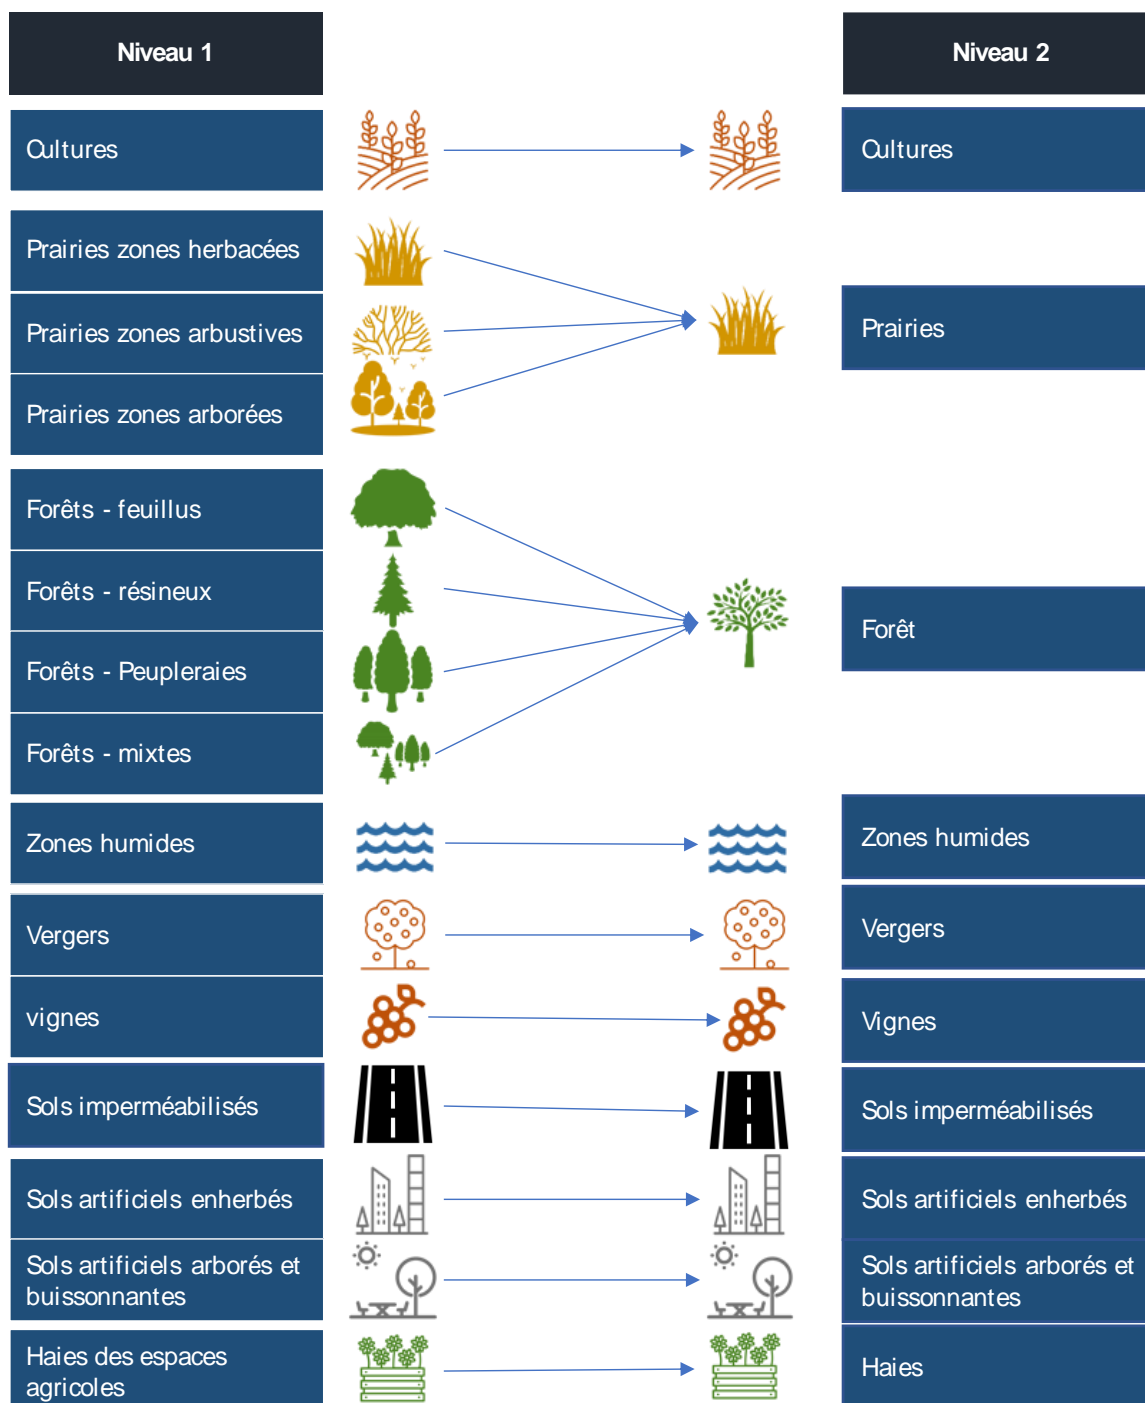 Niveau 1
Niveau 2
Cultures
Cultures
Prairies zones herbacées
Prairies zones arbustives
Prairies
Prairies zones arborées
Forêts - feuillus
Forêts - résineux
Forêt
Forêts - Peupleraies
Forêts - mixtes
Zones humides
Zones humides
Vergers
Vergers
vignes
Vignes
Sols imperméabilisés
Sols imperméabilisés
Sols artificiels enherbés
Sols artificiels enherbés
Sols artificiels arborés et
buissonnantes
Sols artificiels arborés et
buissonnantes
Haies des espaces
agricoles
Haies